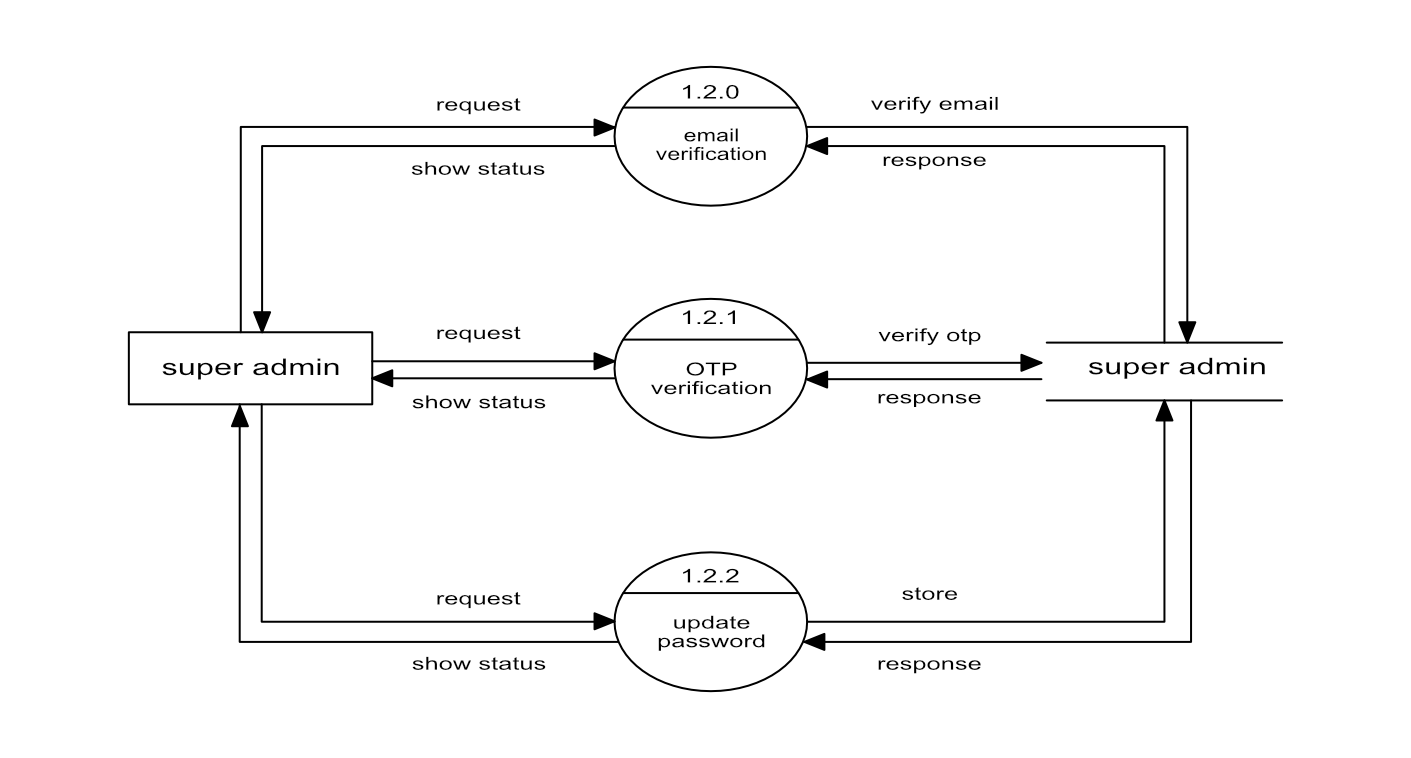 1.2.0
request
verify email
email
verification
show status
response
1.2.1
request
verify otp
super admin
OTP
verification
super admin
show status
response
1.2.2
request
store
update
password
show status
response